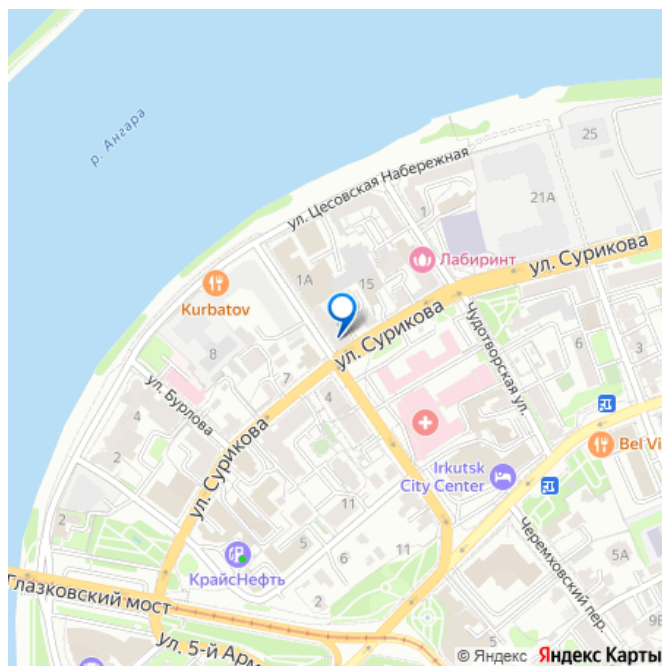 р. Ангара
25
ул. Цесовская Набережная
21А
1
Лабиринт
ул. Сурикова
1А
15
Kurbatov
ул. Сурикова
Чудотворская ул.
8
7
3
ул. Бурлова
4
4
2
Bel Vi
Irkutsk
City Center
ул. Сурикова
11
2
5
6
11
Черемховский пер.
5А
КрайсНефть
2
Глазковский мост
9В
5
ул. 5-й Арм
© Яндекс Яндекс Карты